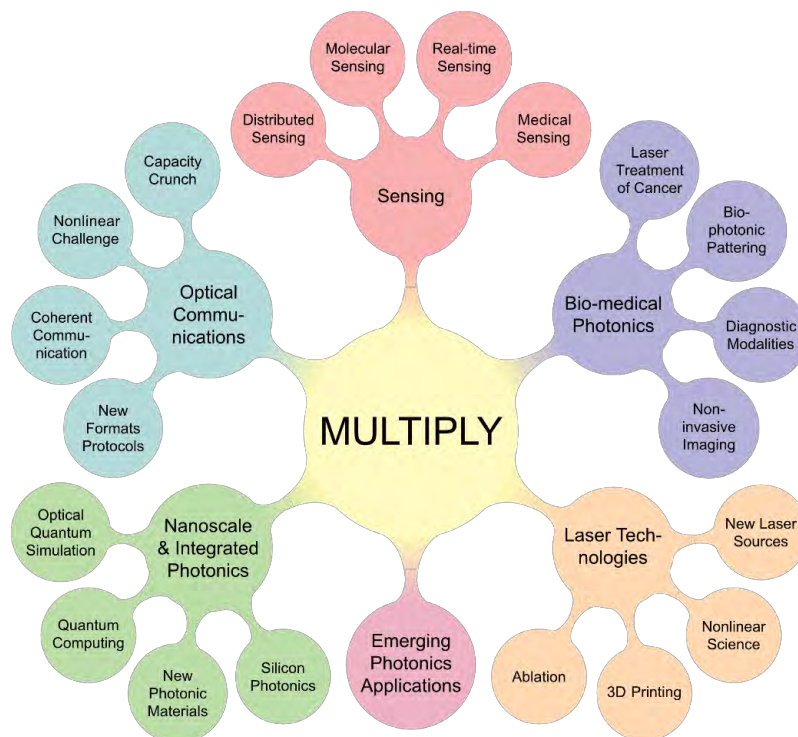 Molecular
Sensing
Real-time
Sensing
Distributed
Sensing
Medical
Sensing
Sensing
Capacity
Crunch
Nonlinear
Challenge
Coherent
Commu-
nication
New
Formats
Protocols
Optical
Commu-
nications
Laser
Treatment
of Cancer
Bio-
photonic
Pattering
Diagnostic
Modalities
Non-
invasive
Imaging
Bio-medical
Photonics
MULTIPLY
Optical
Quantum
Simulation
Quantum
Computing
New
Photonic
Materials
Silicon
Photonics
Nanoscale
& Integrated
Photonics
Emerging
Photonics
Applications
Laser Tech-
nologies
New Laser
Sources
Nonlinear
Science
3D Printing
Ablation